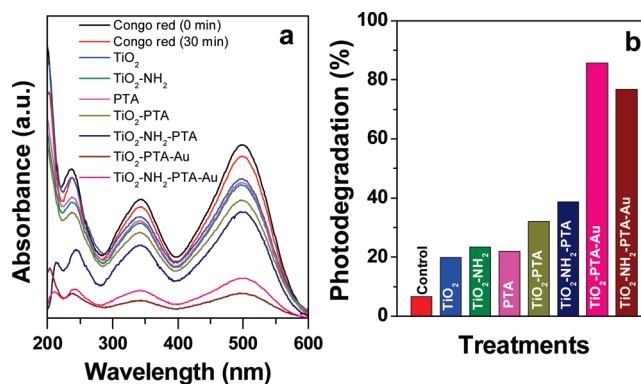 a
Congo red (0 min)
Congo red (30 min)
TiO₂
TiO₂-NH₂
PTA
TiO₂-PTA
TiO₂-NH₂-PTA
TiO₂-PTA-Au
TiO₂-NH₂-PTA-Au
Absorbance (a.u.)
200 300 400 500 600
Wavelength (nm)
b
Photodegradation (%)
100
80
60
40
20
0
Control
TiO₂
TiO₂-NH₂
PTA
TiO₂-PTA
TiO₂-NH₂-PTA
TiO₂-PTA-Au
TiO₂-NH₂-PTA-Au
Treatments